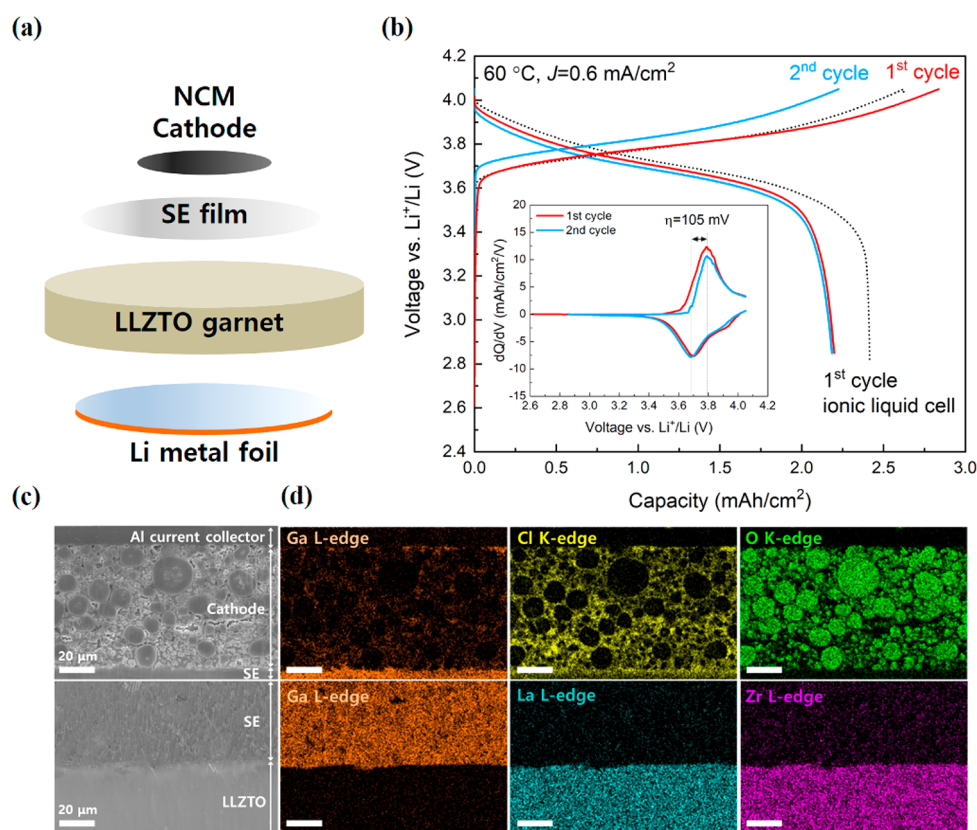 (a)
NCM
Cathode
SE film
LLZTO garnet
Li metal foil
(b)
60 °C, J=0.6 mA/cm²
2ⁿᵈ cycle
1ˢᵗ cycle
4.2
4.0
3.8
3.6
3.4
3.2
3.0
2.8
2.6
2.4
Voltage vs. Li⁺/Li (V)
1st cycle
2nd cycle
η=105 mV
20
15
10
5
0
-5
-10
-15
dQ/dV (mAh/cm²/V)
2.6 2.8 3.0 3.2 3.4 3.6 3.8 4.0 4.2
Voltage vs. Li⁺/Li (V)
1ˢᵗ cycle
ionic liquid cell
0.0 0.5 1.0 1.5 2.0 2.5 3.0
Capacity (mAh/cm²)
(c)
Al current collector
Cathode
20 μm
SE
SE
LLZTO
20 μm
(d)
Ga L-edge
Cl K-edge
O K-edge
Ga L-edge
La L-edge
Zr L-edge